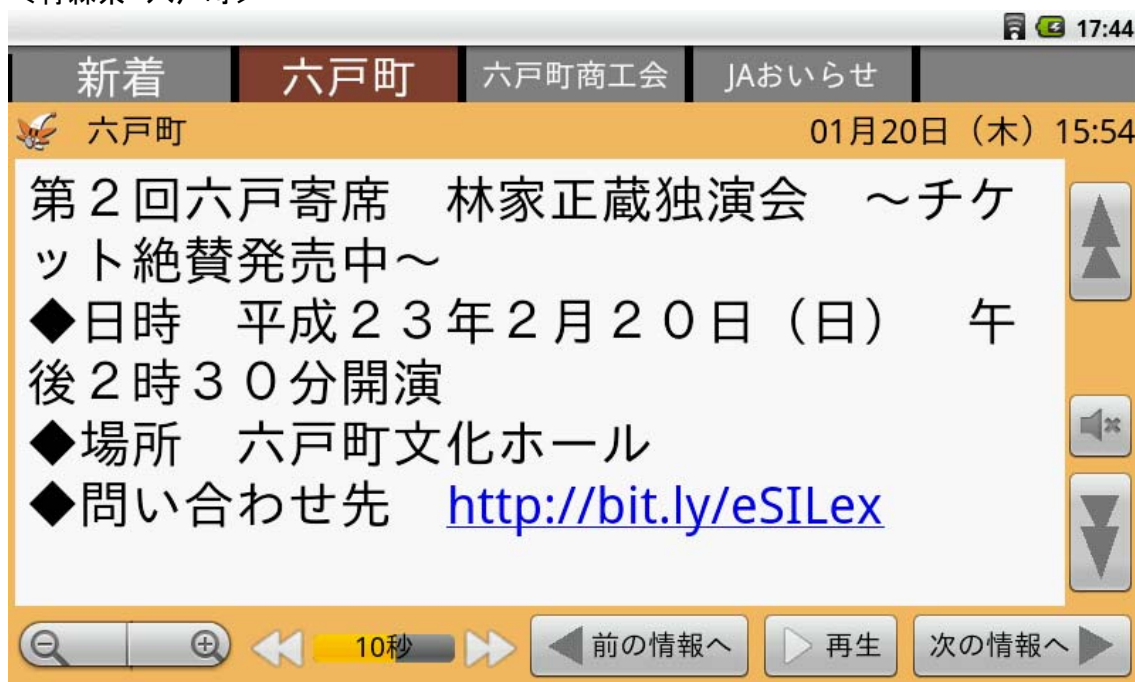 17:44
新着 六戸町 六戸町商工会 JAおいらせ
六戸町 01月20日（木）15:54
第２回六戸寄席　林家正蔵独演会　～チケ
ット絶賛発売中～
◆日時　平成２３年２月２０日（日）　午
後２時３０分開演
◆場所　六戸町文化ホール
◆問い合わせ先　http://bit.ly/eSILex
10秒 前の情報へ 再生 次の情報へ